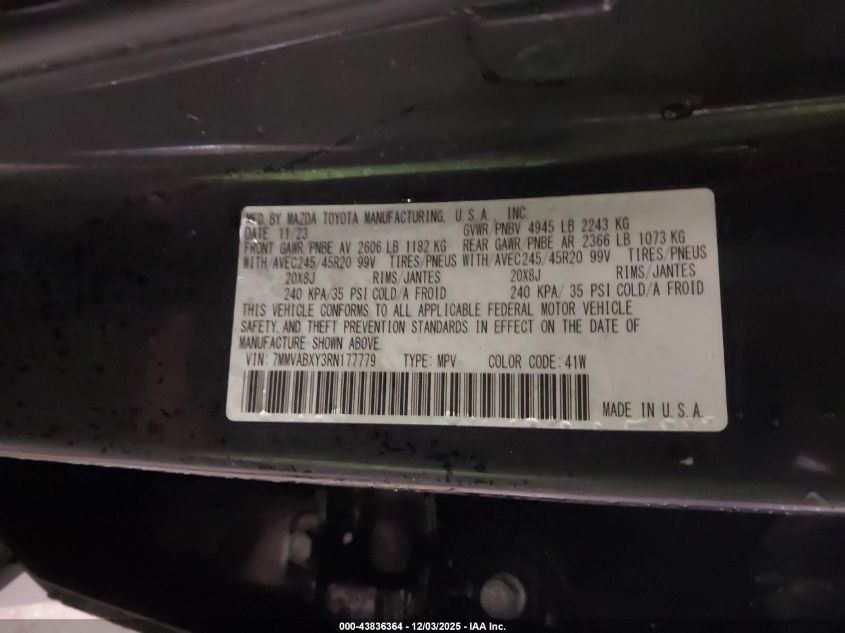 MFD BY MAZDA TOYOTA MANUFACTURING, U.S.A., INC.
DATE 11/23 GVWR/PNBV 4945 LB 2243 KG
FRONT GAWR/PNBE AV 2606 LB 1182 KG REAR GAWR/PNBE AR 2366 LB 1073 KG
WITH/AVEC245/45R20 99V TIRES/PNEUS WITH/AVEC245/45R20 99V TIRES/PNEUS
20X8J RIMS/JANTES 20X8J RIMS/JANTES
240 KPA/35 PSI COLD/A FROID 240 KPA/ 35 PSI COLD/A FROID
THIS VEHICLE CONFORMS TO ALL APPLICABLE FEDERAL MOTOR VEHICLE
SAFETY, AND THEFT PREVENTION STANDARDS IN EFFECT ON THE DATE OF
MANUFACTURE SHOWN ABOVE.
VIN: 7MMVABXY3RN177779 TYPE: MPV COLOR CODE: 41W
MADE IN U.S.A.
000-43836364 - 12/03/2025 - IAA Inc.